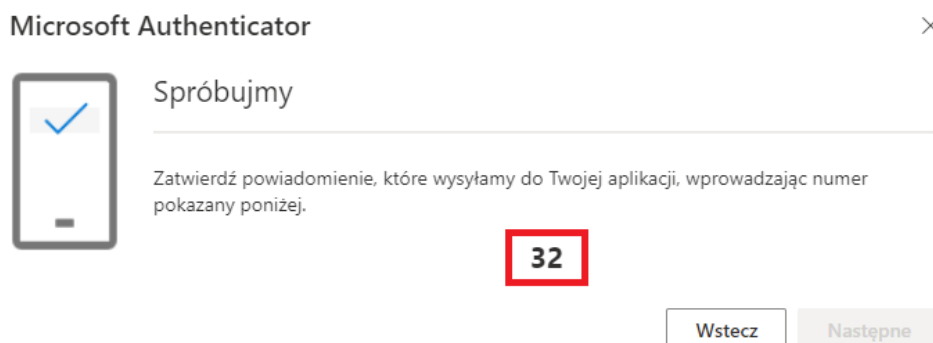 Microsoft Authenticator
Spróbujmy
Zatwierdź powiadomienie, które wysyłamy do Twojej aplikacji, wprowadzając numer
pokazany poniżej.
32
Wstecz
Następne